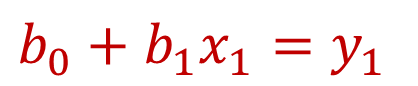 b₀ + b₁x₁ = y₁